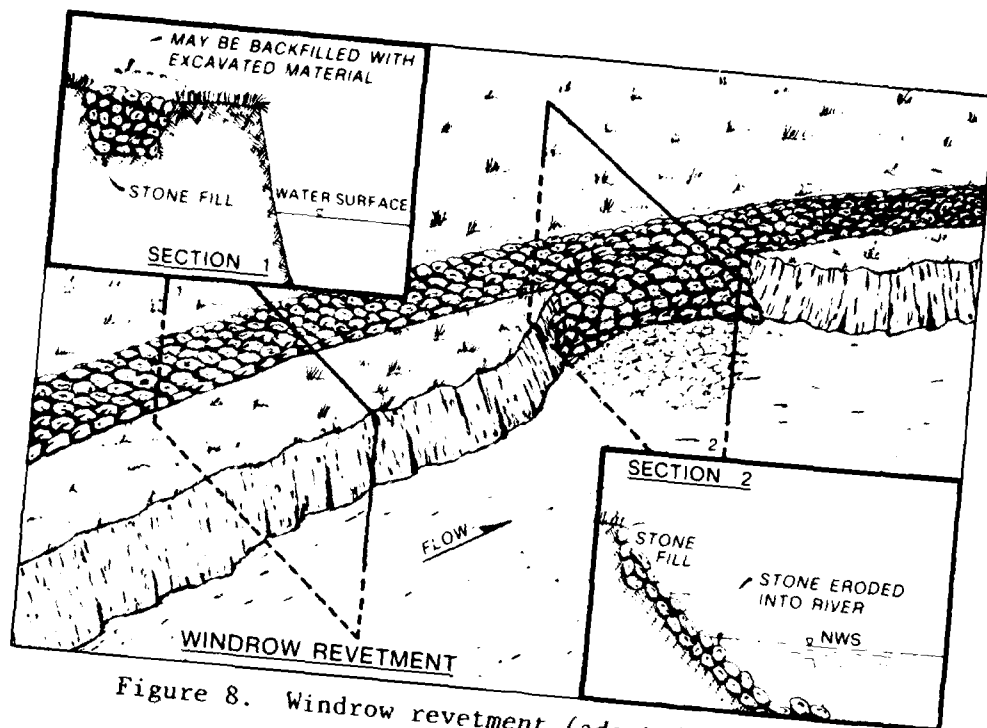 MAY BE BACKFILLED WITH
EXCAVATED MATERIAL
STONE FILL
WATER SURFACE
SECTION 1
1
2
SECTION 2
STONE
FILL
STONE ERODED
INTO RIVER
NWS
FLOW
WINDROW REVETMENT
Figure 8. Windrow revetment